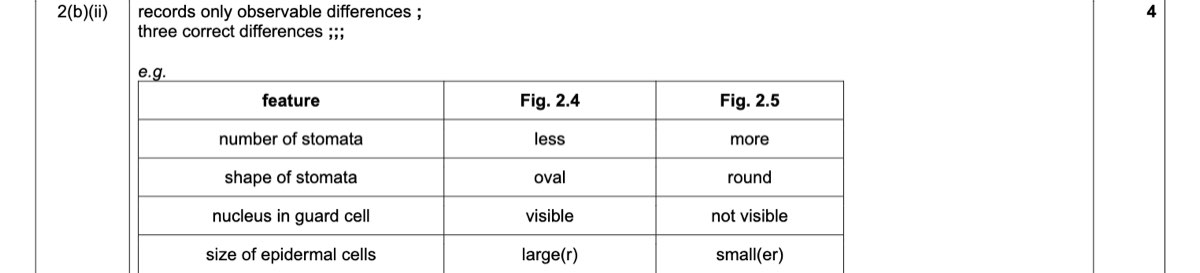 2(b)(ii) records only observable differences ; 4
three correct differences ;;;
e.g.
feature Fig. 2.4 Fig. 2.5
number of stomata less more
shape of stomata oval round
nucleus in guard cell visible not visible
size of epidermal cells large(r) small(er)